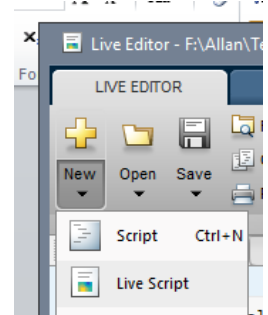 Fo
Live Editor - F:\Allan\Te
LIVE EDITOR
New Open Save
Script Ctrl+N
Live Script